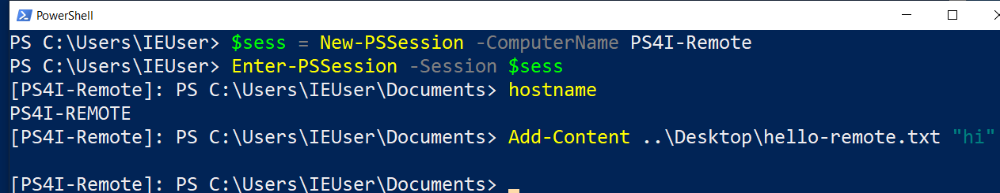 PowerShell
PS C:\Users\IEUser> $sess = New-PSSession -ComputerName PS4I-Remote
PS C:\Users\IEUser> Enter-PSSession -Session $sess
[PS4I-Remote]: PS C:\Users\IEUser\Documents> hostname
PS4I-REMOTE
[PS4I-Remote]: PS C:\Users\IEUser\Documents> Add-Content ..\Desktop\hello-remote.txt "hi"
[PS4I-Remote]: PS C:\Users\IEUser\Documents>